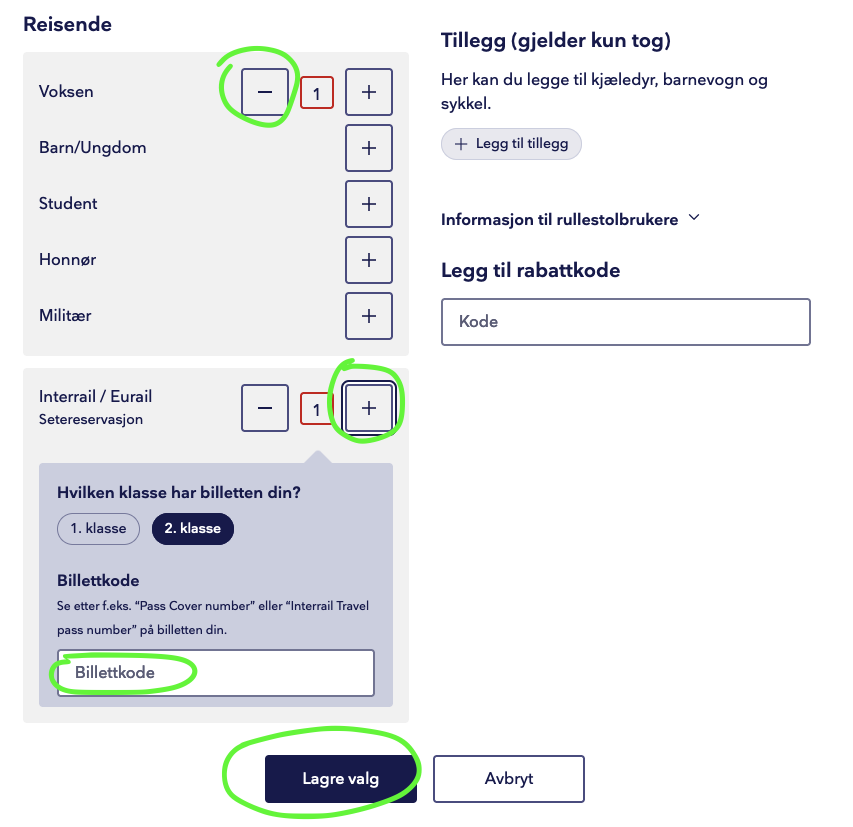 Reisende
Voksen
1
Barn/Ungdom
Student
Honnør
Militær
Interrail / Eurail
Setereservasjon
1
Hvilken klasse har billetten din?
1. klasse
2. klasse
Billettkode
Se etter f.eks. “Pass Cover number” eller “Interrail Travel
pass number” på billetten din.
Billettkode
Tillegg (gjelder kun tog)
Her kan du legge til kjæledyr, barnevogn og
sykkel.
+ Legg til tillegg
Informasjon til rullestolbrukere
Legg til rabattkode
Kode
Lagre valg
Avbryt